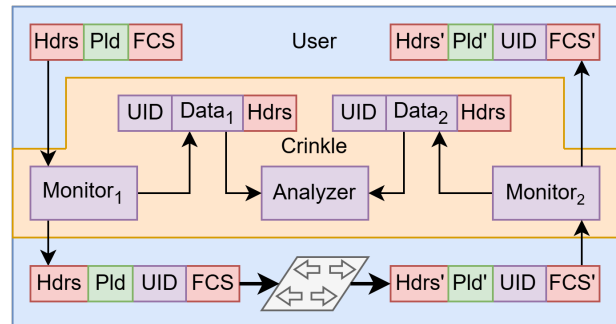 Hdrs Pld FCS User Hdrs' Pld' UID FCS'
UID Data₁ Hdrs UID Data₂ Hdrs
Crinkle
Monitor₁ Analyzer Monitor₂
Hdrs Pld UID FCS Hdrs' Pld' UID FCS'